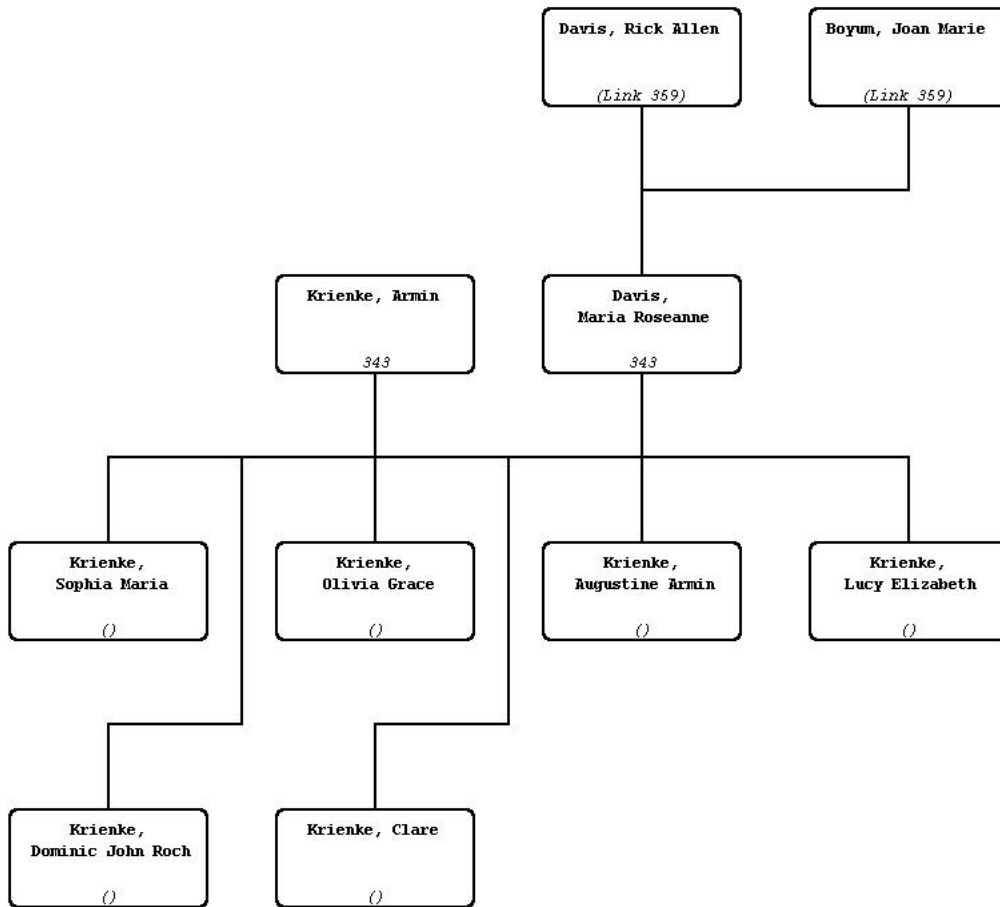 Davis, Rick Allen
(Link 359)
Boyum, Joan Marie
(Link 359)
Krienke, Armin
343
Davis,
Maria Roseanne
343
Krienke,
Sophia Maria
()
Krienke,
Olivia Grace
()
Krienke,
Augustine Armin
()
Krienke,
Lucy Elizabeth
()
Krienke,
Dominic John Roch
()
Krienke, Clare
()